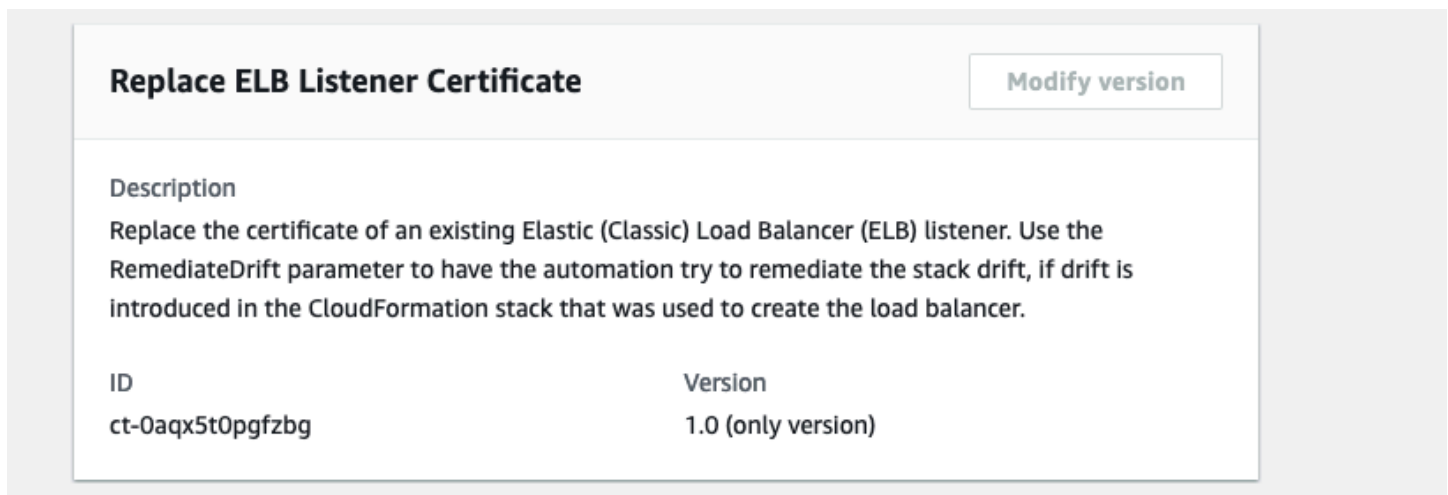 Replace ELB Listener Certificate
Modify version
Description
Replace the certificate of an existing Elastic (Classic) Load Balancer (ELB) listener. Use the
RemediateDrift parameter to have the automation try to remediate the stack drift, if drift is
introduced in the CloudFormation stack that was used to create the load balancer.
ID
Version
ct-0aqx5t0pgfzbg
1.0 (only version)